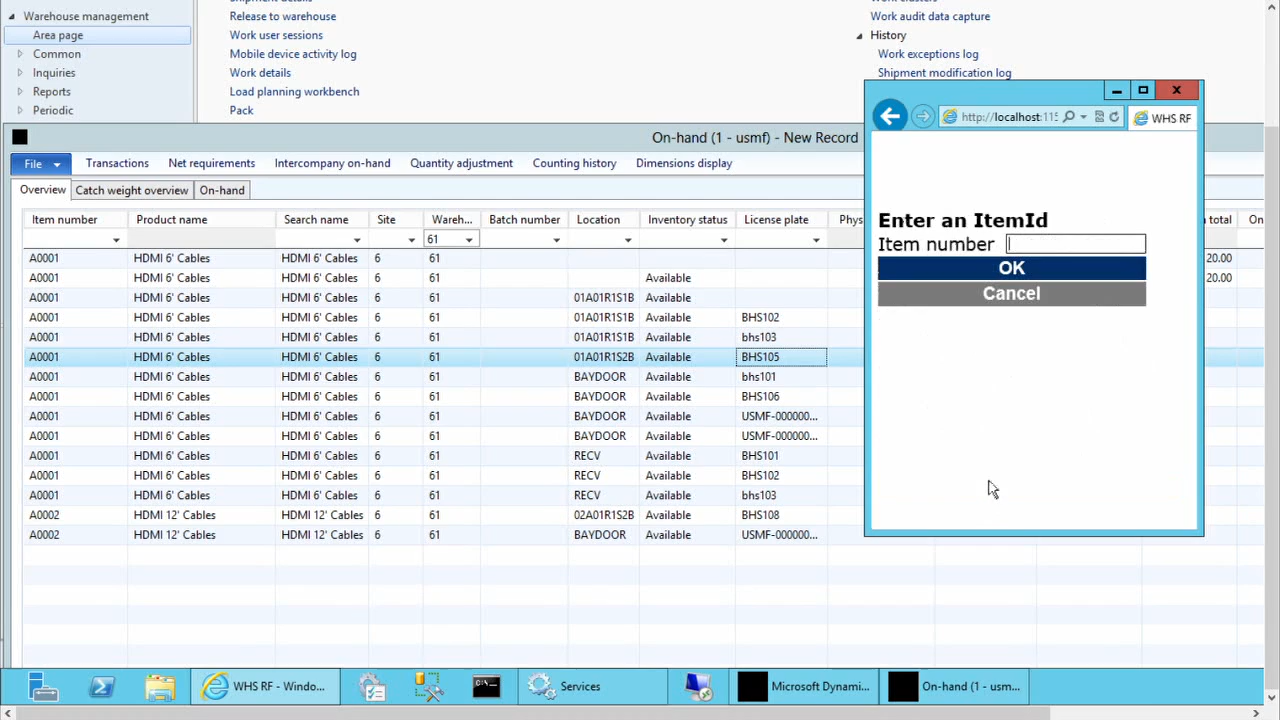 Warehouse management
Area page
Common
Inquiries
Reports
Periodic
Release to warehouse
Work user sessions
Mobile device activity log
Work details
Load planning workbench
Pack
Work audit data capture
History
Work exceptions log
Shipment modification log
On-hand (1 - usmf) - New Record
File
Transactions
Net requirements
Intercompany on-hand
Quantity adjustment
Counting history
Dimensions display
Overview
Catch weight overview
On-hand
Item number Product name Search name Site Wareh... Batch number Location Inventory status License plate Phys total On
61
A0001 HDMI 6' Cables HDMI 6' Cables 6 61 20.00
A0001 HDMI 6' Cables HDMI 6' Cables 6 61 Available 20.00
A0001 HDMI 6' Cables HDMI 6' Cables 6 61 01A01R1S1B Available
A0001 HDMI 6' Cables HDMI 6' Cables 6 61 01A01R1S1B Available BHS102
A0001 HDMI 6' Cables HDMI 6' Cables 6 61 01A01R1S1B Available bhs103
A0001 HDMI 6' Cables HDMI 6' Cables 6 61 01A01R1S2B Available BHS105
A0001 HDMI 6' Cables HDMI 6' Cables 6 61 BAYDOOR Available bhs101
A0001 HDMI 6' Cables HDMI 6' Cables 6 61 BAYDOOR Available BHS106
A0001 HDMI 6' Cables HDMI 6' Cables 6 61 BAYDOOR Available USMF-000000...
A0001 HDMI 6' Cables HDMI 6' Cables 6 61 BAYDOOR Available USMF-000000...
A0001 HDMI 6' Cables HDMI 6' Cables 6 61 RECV Available BHS101
A0001 HDMI 6' Cables HDMI 6' Cables 6 61 RECV Available BHS102
A0001 HDMI 6' Cables HDMI 6' Cables 6 61 RECV Available bhs103
A0002 HDMI 12' Cables HDMI 12' Cables 6 61 02A01R1S2B Available BHS108
A0002 HDMI 12' Cables HDMI 12' Cables 6 61 BAYDOOR Available USMF-000000...
http://localhost:115
WHS RF
Enter an ItemId
Item number
OK
Cancel
WHS RF - Windo...
Services
Microsoft Dynami...
On-hand (1 - usm...